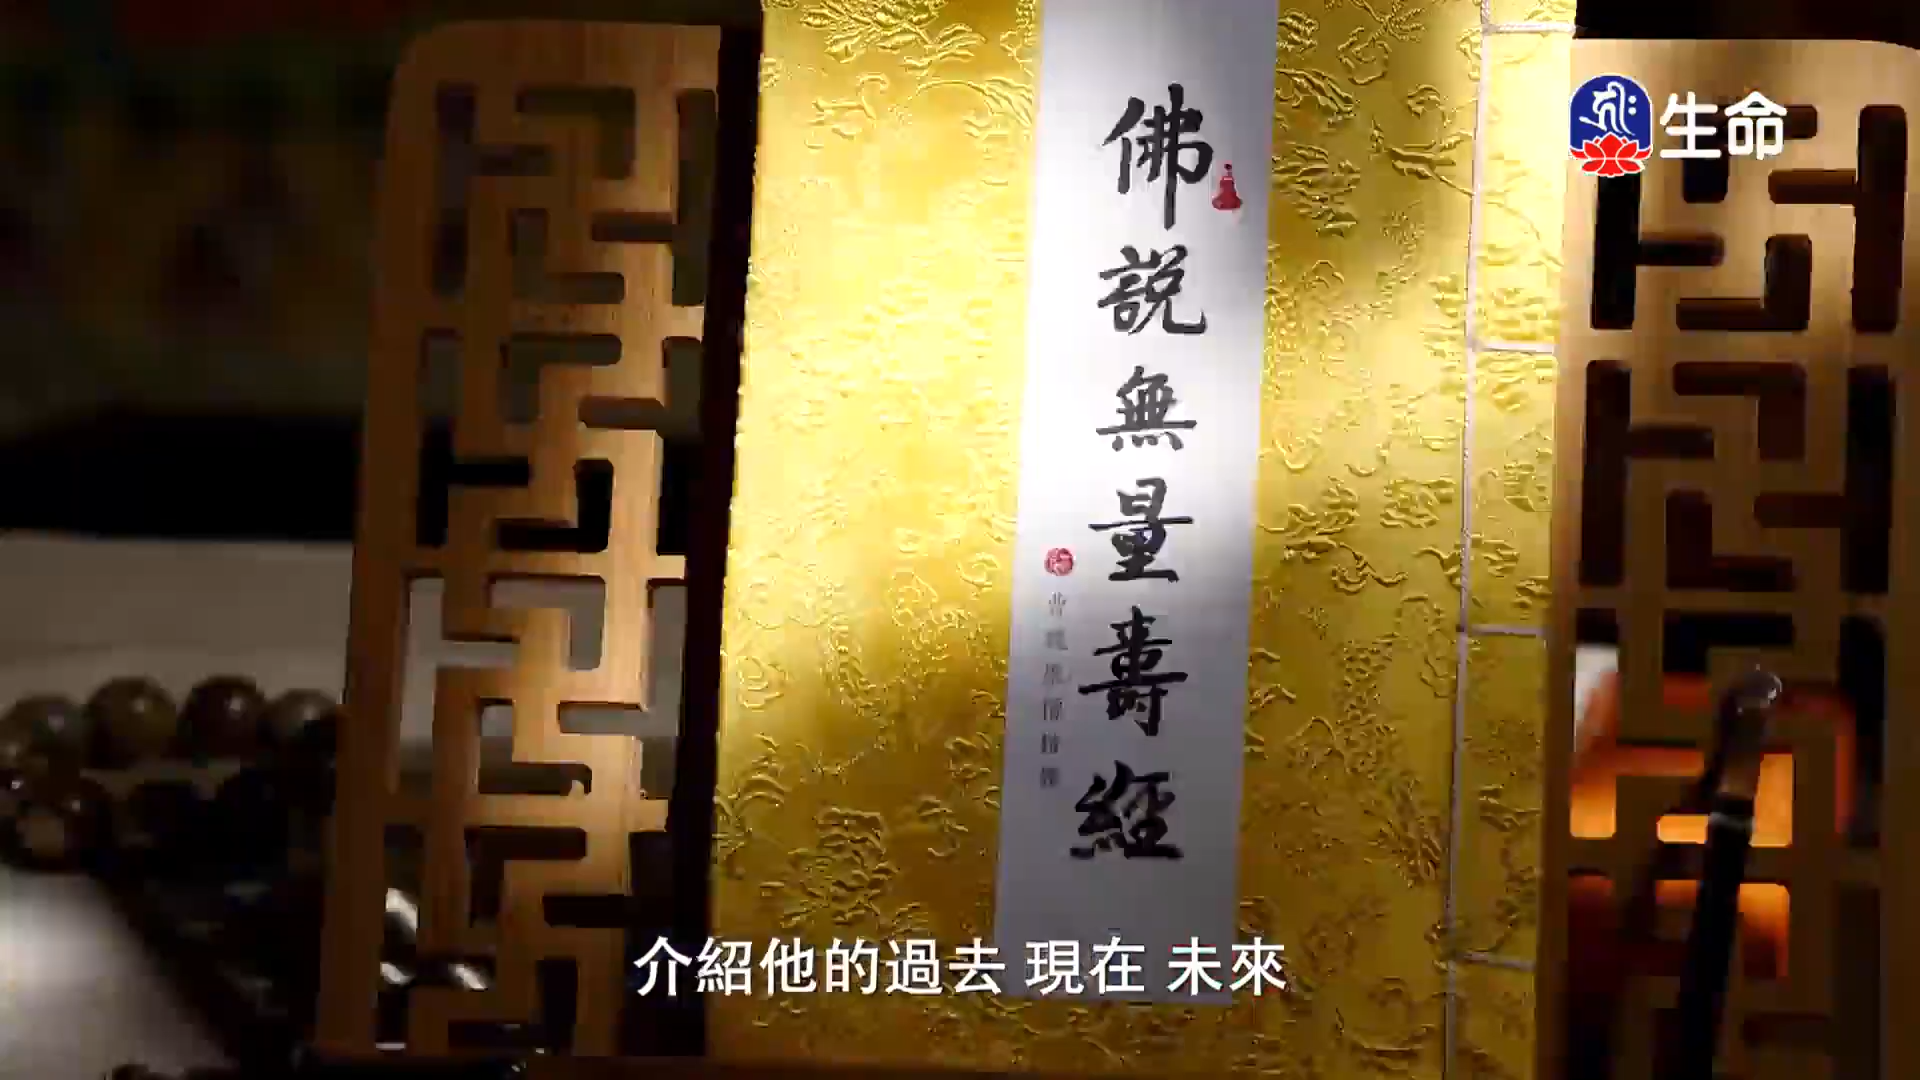 佛說無量壽經
生命
介紹他的過去 現在 未來